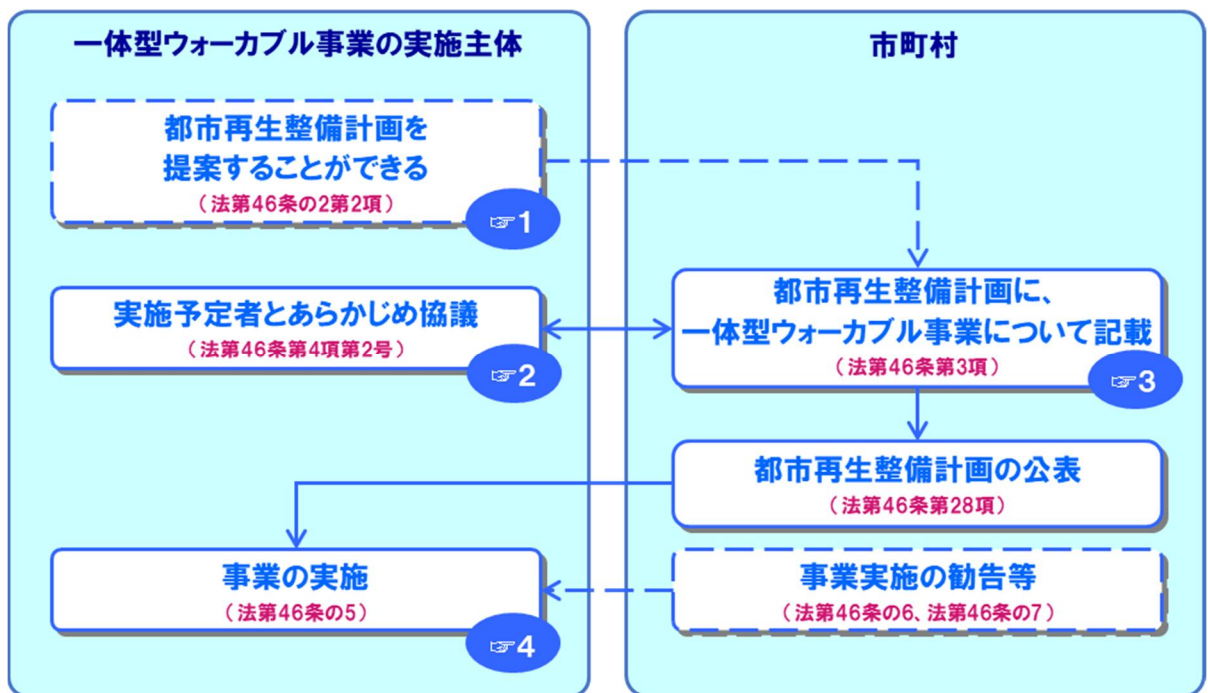 一体型ウォーカブル事業の実施主体
都市再生整備計画を
提案することができる
（法第46条の2第2項）
☞1
実施予定者とあらかじめ協議
（法第46条第4項第2号）
☞2
事業の実施
（法第46条の5）
☞4
市町村
都市再生整備計画に、
一体型ウォーカブル事業について記載
（法第46条第3項）
☞3
都市再生整備計画の公表
（法第46条第28項）
事業実施の勧告等
（法第46条の6、法第46条の7）